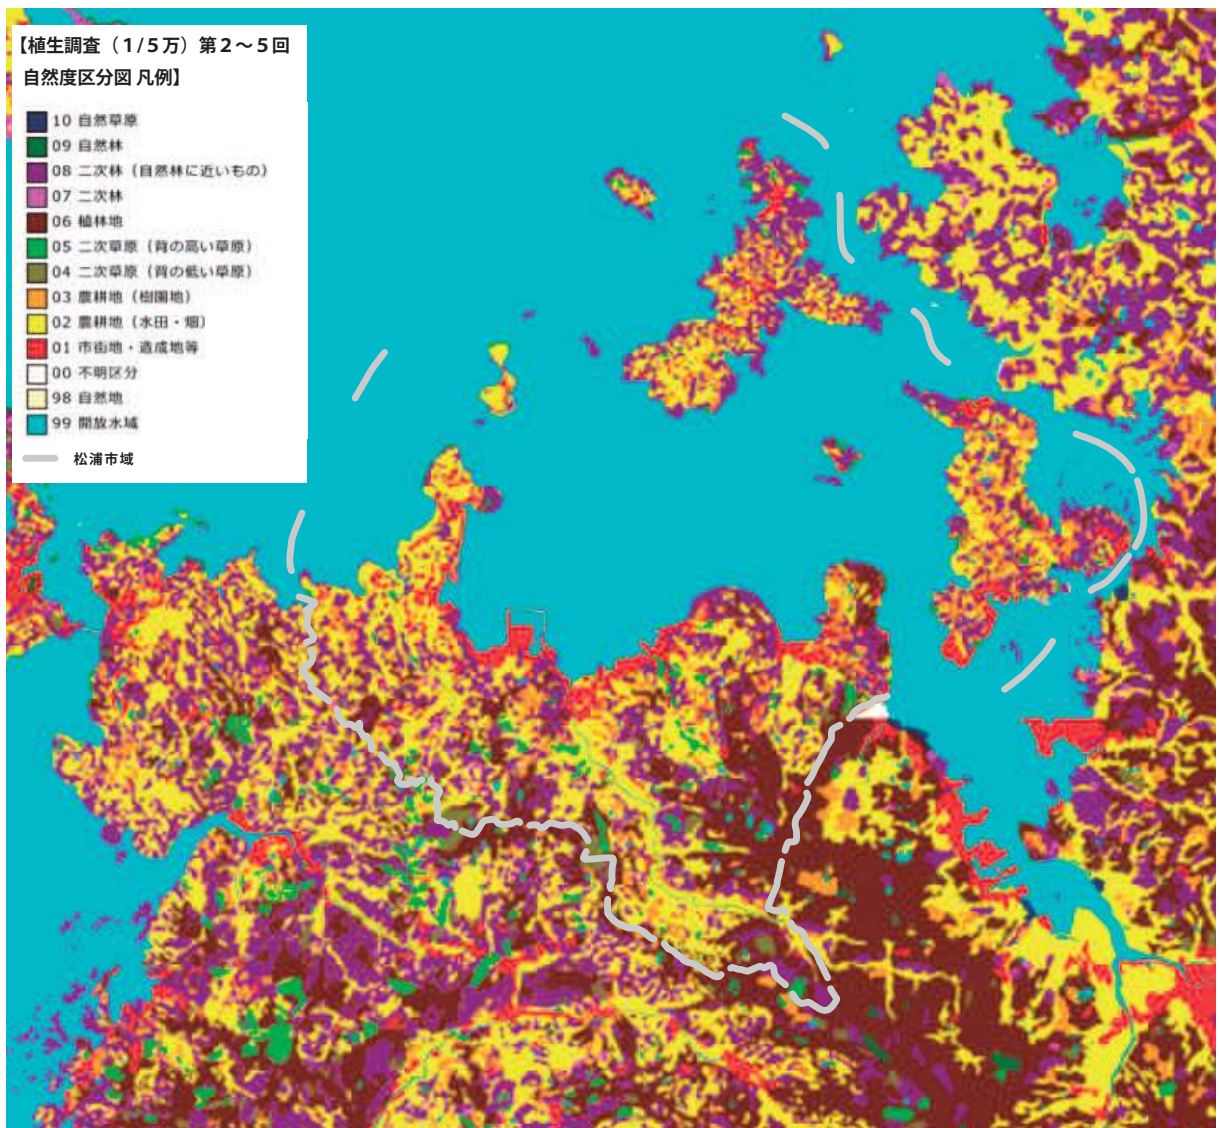 【植生調査（1/5万）第2～5回
自然度区分図 凡例】
10 自然草原
09 自然林
08 二次林（自然林に近いもの）
07 二次林
06 植林地
05 二次草原（背の高い草原）
04 二次草原（背の低い草原）
03 農耕地（樹園地）
02 農耕地（水田・畑）
01 市街地・造成地等
00 不明区分
98 自然地
99 開放水域
松浦市域